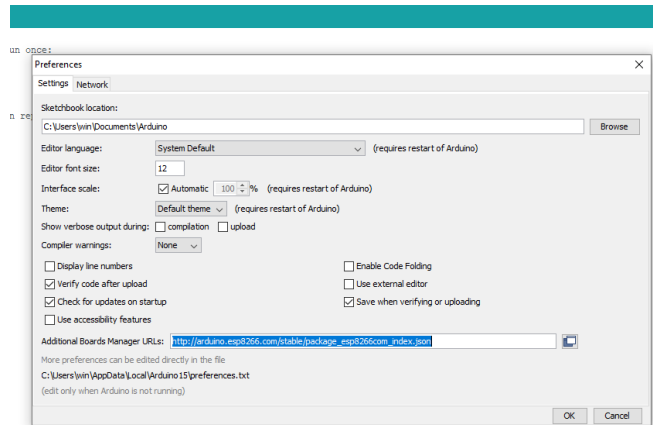 un once:
Preferences
Settings Network
n re
Sketchbook location:
C:\Users\win\Documents\Arduino Browse
Editor language: System Default (requires restart of Arduino)
Editor font size: 12
Interface scale: Automatic 100 % (requires restart of Arduino)
Theme: Default theme (requires restart of Arduino)
Show verbose output during: compilation upload
Compiler warnings: None
Display line numbers Enable Code Folding
Verify code after upload Use external editor
Check for updates on startup Save when verifying or uploading
Use accessibility features
Additional Boards Manager URLs: http://arduino.esp8266.com/stable/package_esp8266com_index.json
More preferences can be edited directly in the file
C:\Users\win\AppData\Local\Arduino15\preferences.txt
(edit only when Arduino is not running)
OK Cancel